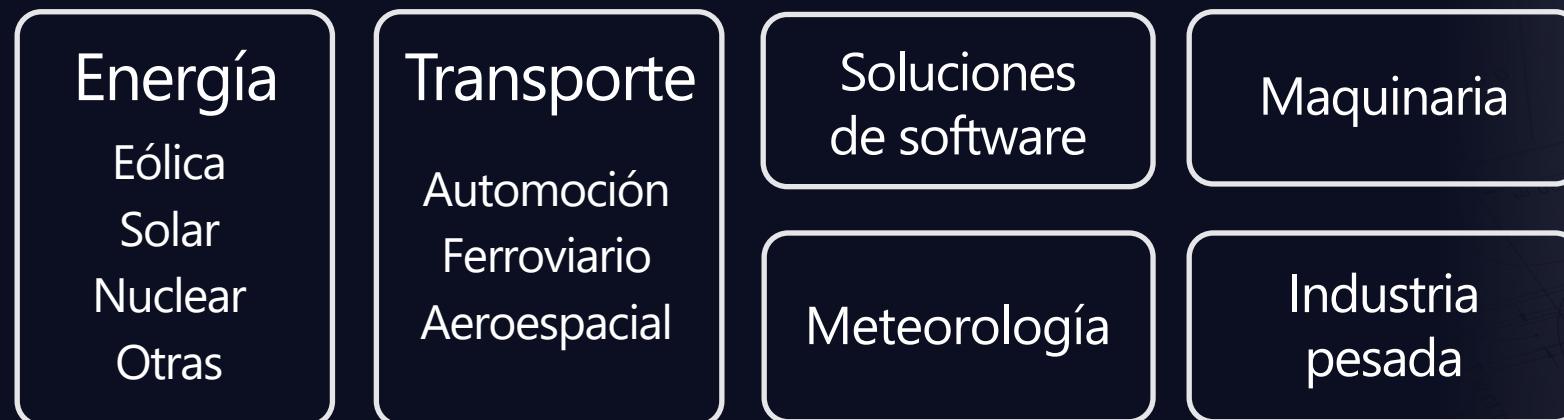 Energía
Eólica
Solar
Nuclear
Otras
Transporte
Automoción
Ferroviario
Aeroespacial
Soluciones
de software
Maquinaria
Meteorología
Industria
pesada